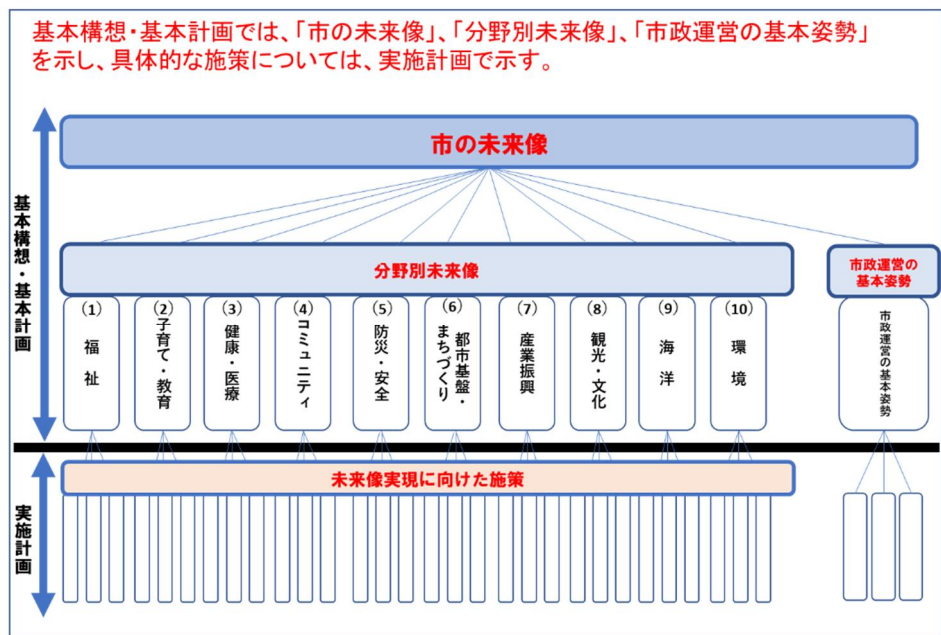 基本構想・基本計画では、「市の未来像」、「分野別未来像」、「市政運営の基本姿勢」
を示し、具体的な施策については、実施計画で示す。
基本構想・基本計画
市の未来像
分野別未来像
市政運営の
基本姿勢
(1)
福祉
(2)
子育て・教育
(3)
健康・医療
(4)
コミュニティ
(5)
防災・安全
(6)
都市基盤・
まちづくり
(7)
産業振興
(8)
観光・文化
(9)
海洋
(10)
環境
市政運営の基本姿勢
実施計画
未来像実現に向けた施策